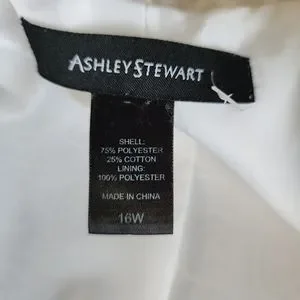 ASHLEY STEWART
SHELL:
75% POLYESTER
25% COTTON
LINING:
100% POLYESTER
MADE IN CHINA
16W